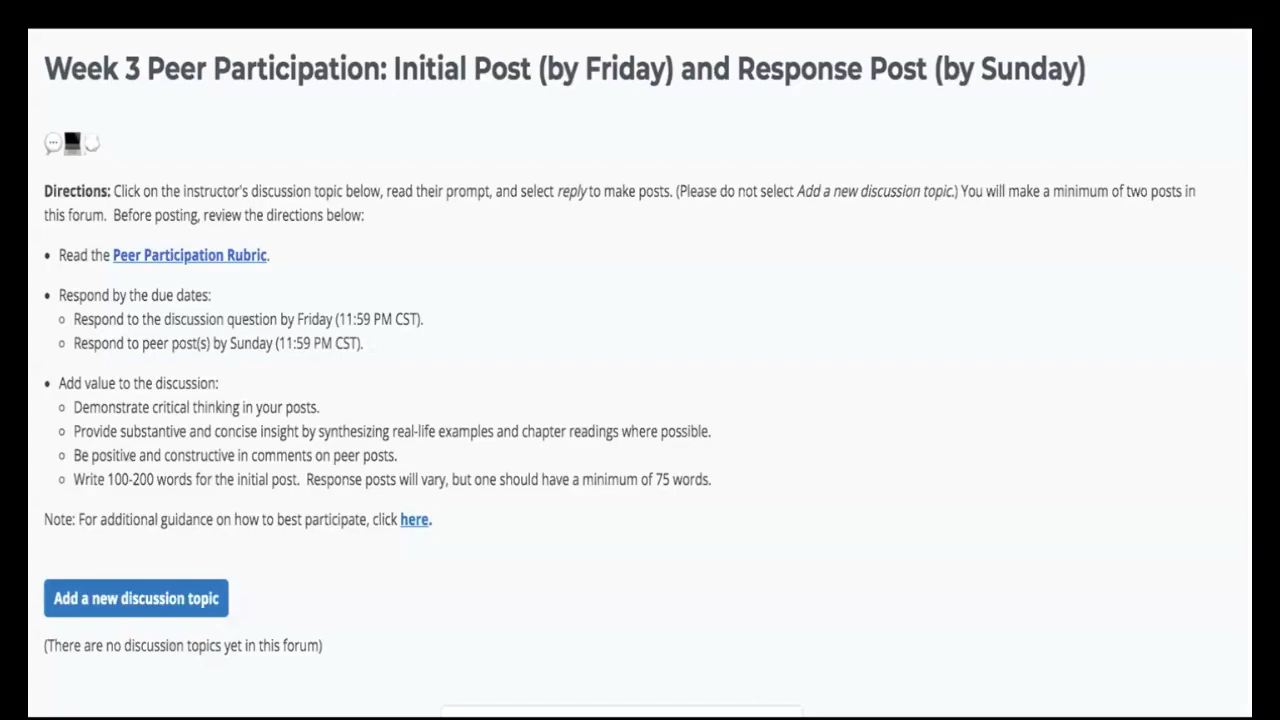 Week 3 Peer Participation: Initial Post (by Friday) and Response Post (by Sunday)
Directions: Click on the instructor's discussion topic below, read their prompt, and select reply to make posts. (Please do not select Add a new discussion topic.) You will make a minimum of two posts in
this forum.  Before posting, review the directions below:
• Read the Peer Participation Rubric.
• Respond by the due dates:
o Respond to the discussion question by Friday (11:59 PM CST).
o Respond to peer post(s) by Sunday (11:59 PM CST).
• Add value to the discussion:
o Demonstrate critical thinking in your posts.
o Provide substantive and concise insight by synthesizing real-life examples and chapter readings where possible.
o Be positive and constructive in comments on peer posts.
o Write 100-200 words for the initial post.  Response posts will vary, but one should have a minimum of 75 words.
Note: For additional guidance on how to best participate, click here.
Add a new discussion topic
(There are no discussion topics yet in this forum)